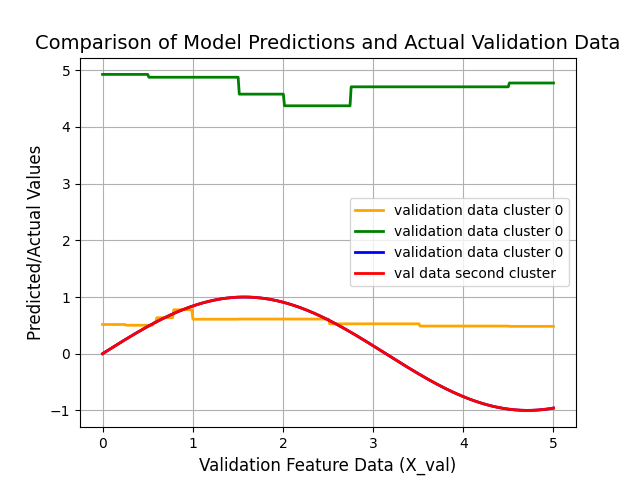 Comparison of Model Predictions and Actual Validation Data
Predicted/Actual Values
5
4
3
2
1
0
−1
validation data cluster 0
validation data cluster 0
validation data cluster 0
val data second cluster
0 1 2 3 4 5
Validation Feature Data (X_val)